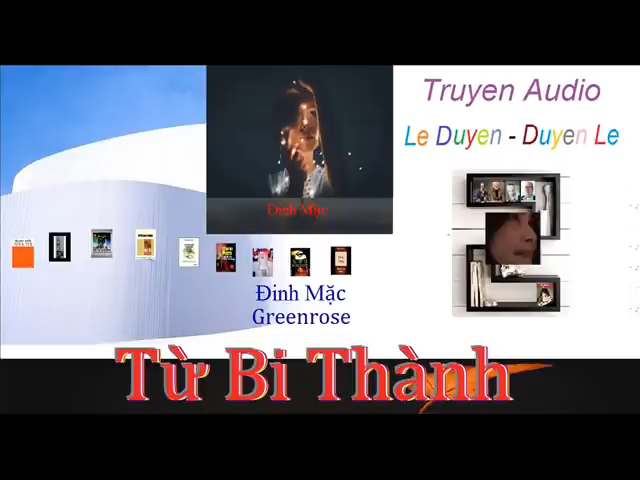 Truyen Audio
Le Duyen - Duyen Le
Đinh Mặc
Đinh Mặc
Greenrose
Từ Bi Thành